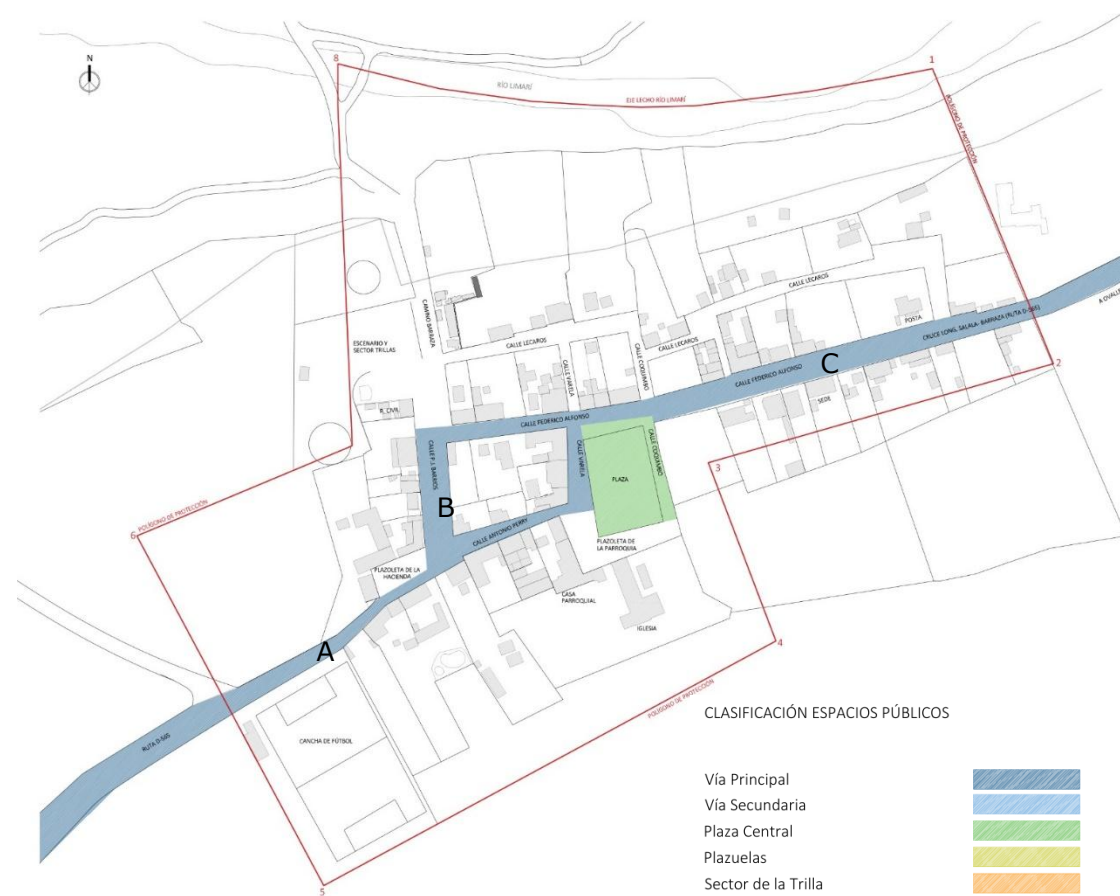 N
8
1
RÍO LIMARÍ
EJE LECHO RÍO LIMARÍ
POLÍGONO DE PROTECCIÓN
CALLE LECAROS
CAMINO BARRAZA
A OVALLE
POSTA
CRUCE LONG. SALALA- BARRAZA (RUTA D-565)
ESCENARIO Y
SECTOR TRILLAS
CALLE LECAROS
CALLE LECAROS
CALLE VARELA
CALLE COQUIMBO
C
2
CALLE FEDERICO ALFONSO
SEDE
R. CIVIL
CALLE FEDERICO ALFONSO
CALLE P.J. BARRIOS
CALLE VARELA
CALLE COQUIMBO
3
PLAZA
B
POLÍGONO DE PROTECCIÓN
6
CALLE ANTONIO PERRY
PLAZOLETA DE
LA PARROQUIA
PLAZOLETA DE LA
HACIENDA
CASA
PARROQUIAL
IGLESIA
4
A
POLÍGONO DE PROTECCIÓN
RUTA D-565
CANCHA DE FÚTBOL
5
CLASIFICACIÓN ESPACIOS PÚBLICOS
Vía Principal
Vía Secundaria
Plaza Central
Plazuelas
Sector de la Trilla